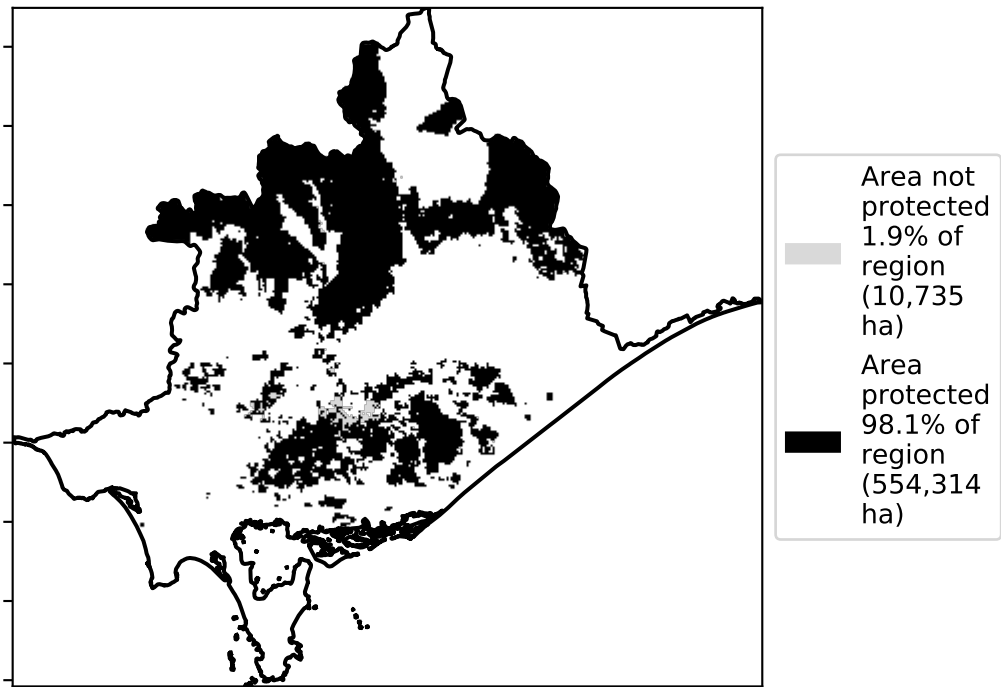 Area not
protected
1.9% of
region
(10,735
ha)
Area
protected
98.1% of
region
(554,314
ha)